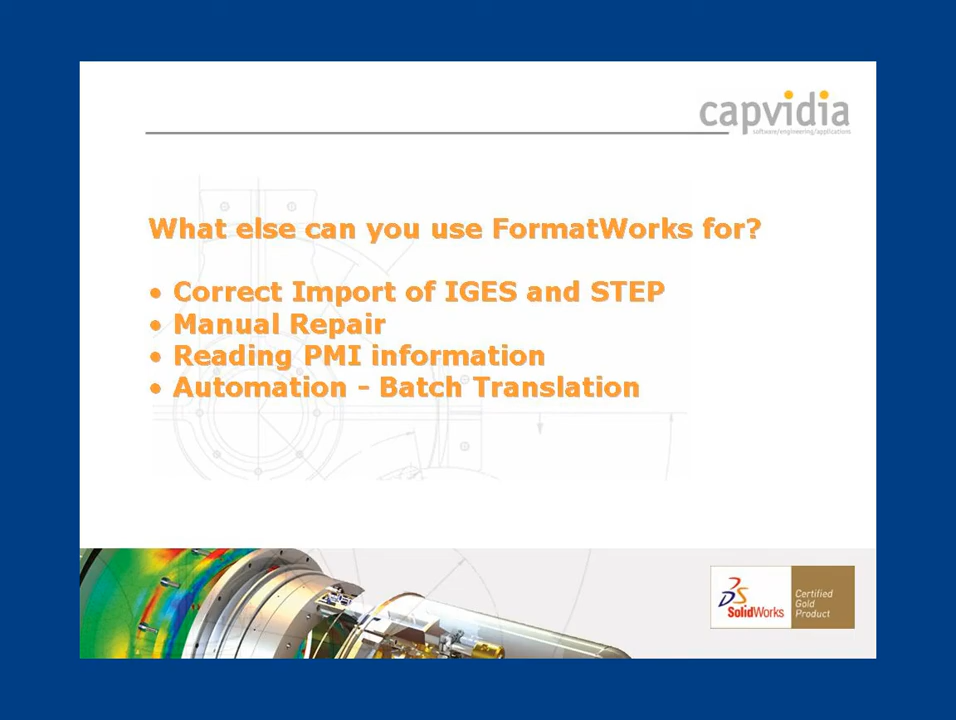 capvidia
software/engineering/applications
What else can you use FormatWorks for?
• Correct Import of IGES and STEP
• Manual Repair
• Reading PMI information
• Automation - Batch Translation
SolidWorks
Certified
Gold
Product